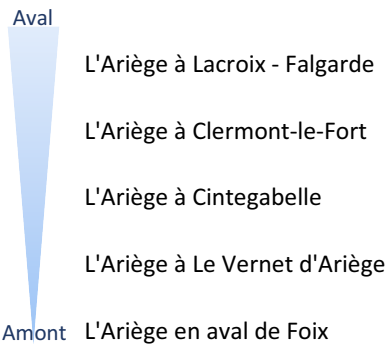 Aval
L'Ariège à Lacroix - Falgarde
L'Ariège à Clermont-le-Fort
L'Ariège à Cintegabelle
L'Ariège à Le Vernet d'Ariège
Amont L'Ariège en aval de Foix